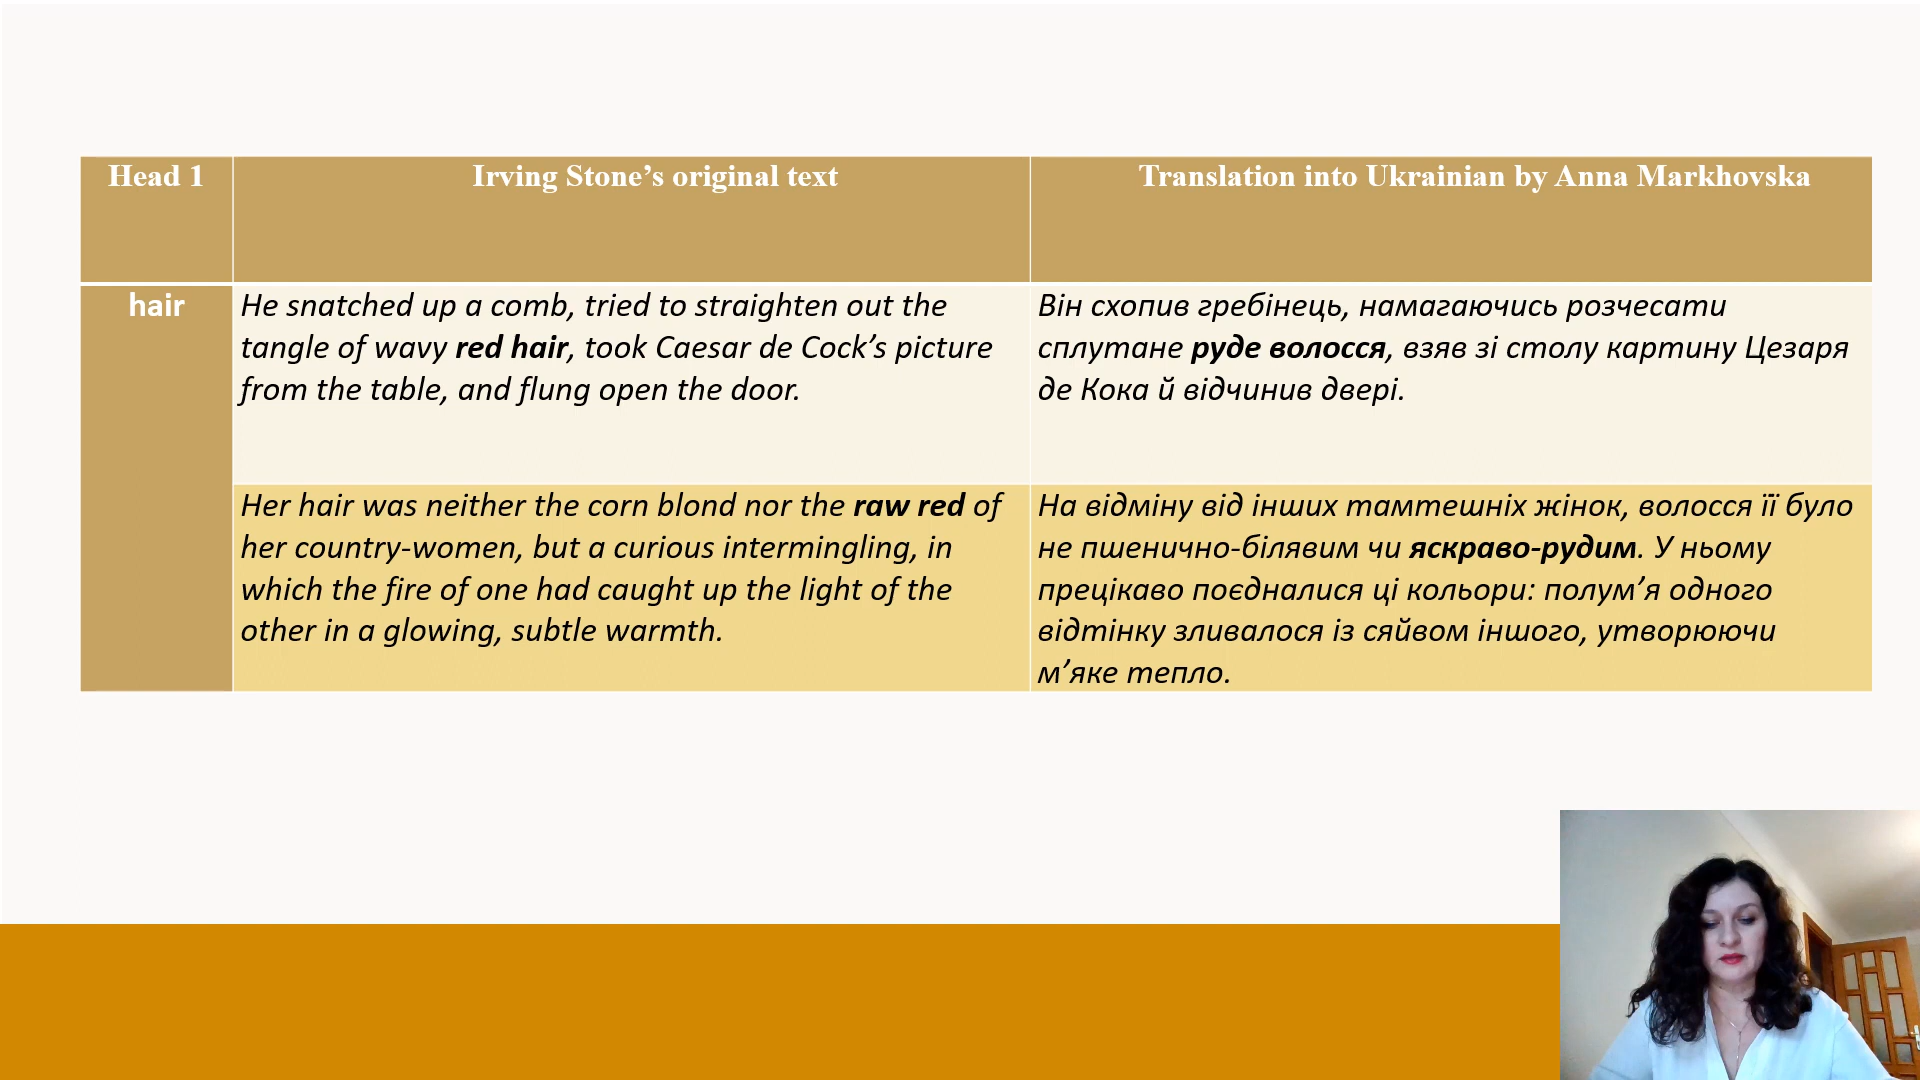 Head 1
Irving Stone’s original text
Translation into Ukrainian by Anna Markhovska
hair
He snatched up a comb, tried to straighten out the
tangle of wavy red hair, took Caesar de Cock’s picture
from the table, and flung open the door.
Він схопив гребінець, намагаючись розчесати
сплутане руде волосся, взяв зі столу картину Цезаря
де Кока й відчинив двері.
Her hair was neither the corn blond nor the raw red of
her country-women, but a curious intermingling, in
which the fire of one had caught up the light of the
other in a glowing, subtle warmth.
На відміну від інших тамтешніх жінок, волосся її було
не пшенично-білявим чи яскраво-рудим. У ньому
прецікаво поєдналися ці кольори: полум’я одного
відтінку зливалося із сяйвом іншого, утворюючи
м’яке тепло.